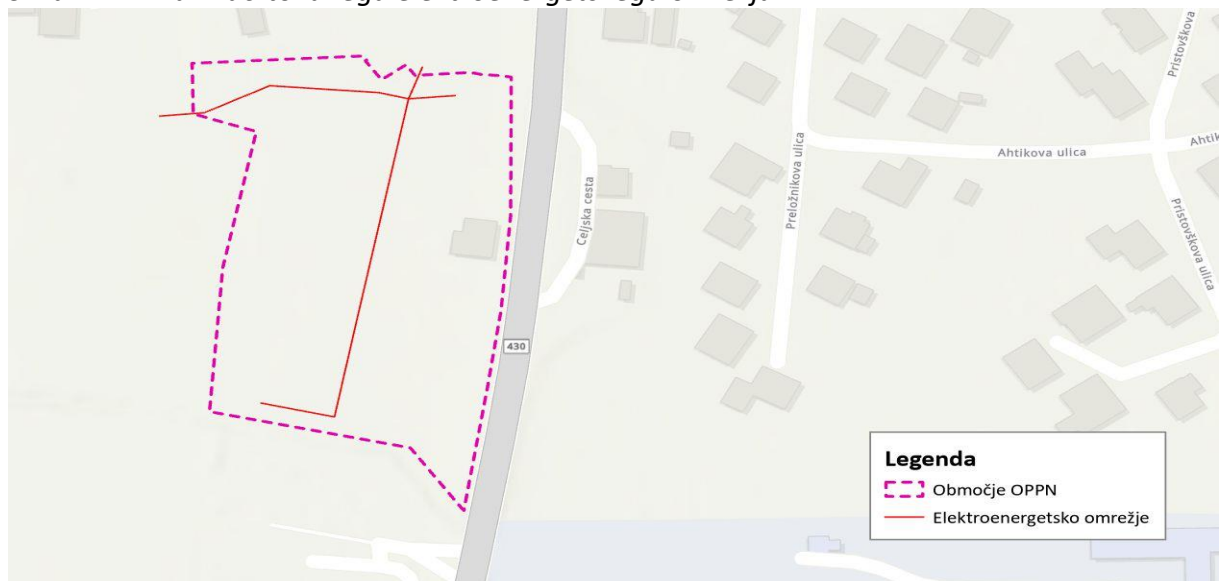 Pristovškova
Ahtikova ulica
Preložnikova ulica
Celjska cesta
Pristovškova ulica
430
Legenda
Območje OPPN
Elektroenergetsko omrežje